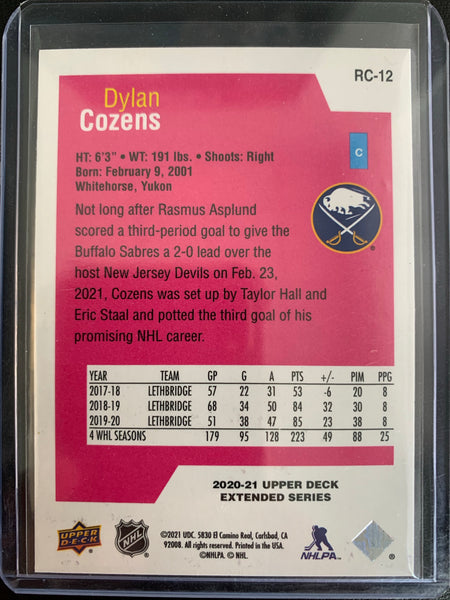 RC-12
Dylan
Cozens
C
HT: 6'3" • WT: 191 lbs. • Shoots: Right
Born: February 9, 2001
Whitehorse, Yukon
Not long after Rasmus Asplund
scored a third-period goal to give the
Buffalo Sabres a 2-0 lead over the
host New Jersey Devils on Feb. 23,
2021, Cozens was set up by Taylor Hall and
Eric Staal and potted the third goal of his
promising NHL career.
YEAR TEAM GP G A PTS +/- PIM PPG
2017-18 LETHBRIDGE 57 22 31 53 -6 20 8
2018-19 LETHBRIDGE 68 34 50 84 32 30 8
2019-20 LETHBRIDGE 51 38 47 85 23 38 8
4 WHL SEASONS 179 95 128 223 49 88 25
2020-21 UPPER DECK
EXTENDED SERIES
UPPER DECK
NHL
©2021 UDC. 5830 El Camino Real, Carlsbad, CA
92008. All rights reserved. Printed in the USA.
©NHLPA. © NHL.
NHLPA